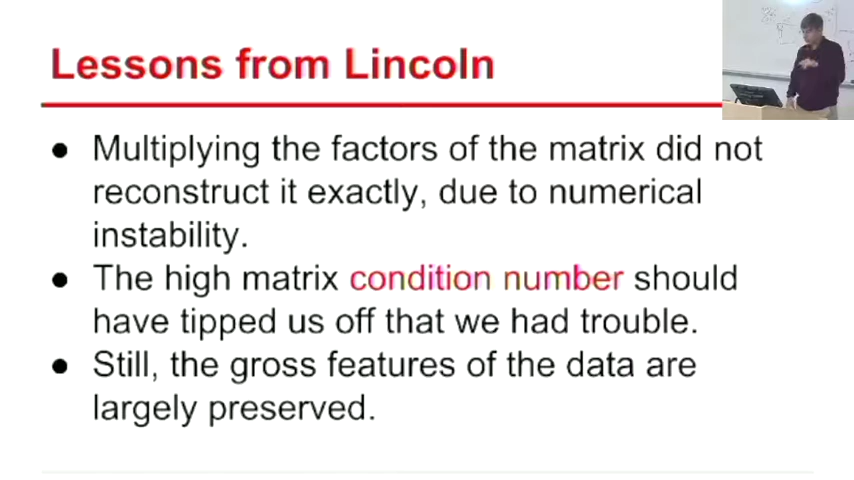 Lessons from Lincoln
● Multiplying the factors of the matrix did not
reconstruct it exactly, due to numerical
instability.
● The high matrix condition number should
have tipped us off that we had trouble.
● Still, the gross features of the data are
largely preserved.